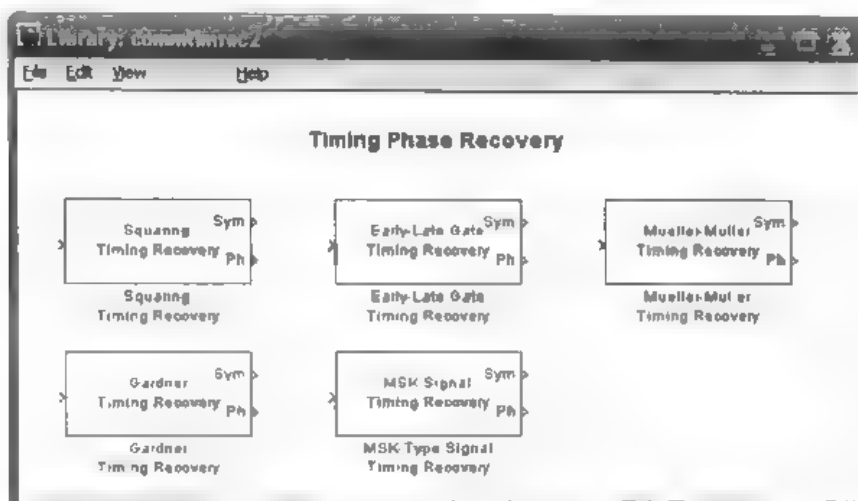 Library:
File Edit View Help
Timing Phase Recovery
Squaring
Timing Recovery
Sym
Ph
Squaring
Timing Recovery
Early-Late Gate
Timing Recovery
Sym
Ph
Early-Late Gate
Timing Recovery
Mueller-Muller
Timing Recovery
Sym
Ph
Mueller-Muller
Timing Recovery
Gardner
Timing Recovery
Sym
Ph
Gardner
Timing Recovery
MSK Signal
Timing Recovery
Sym
Ph
MSK-Type Signal
Timing Recovery